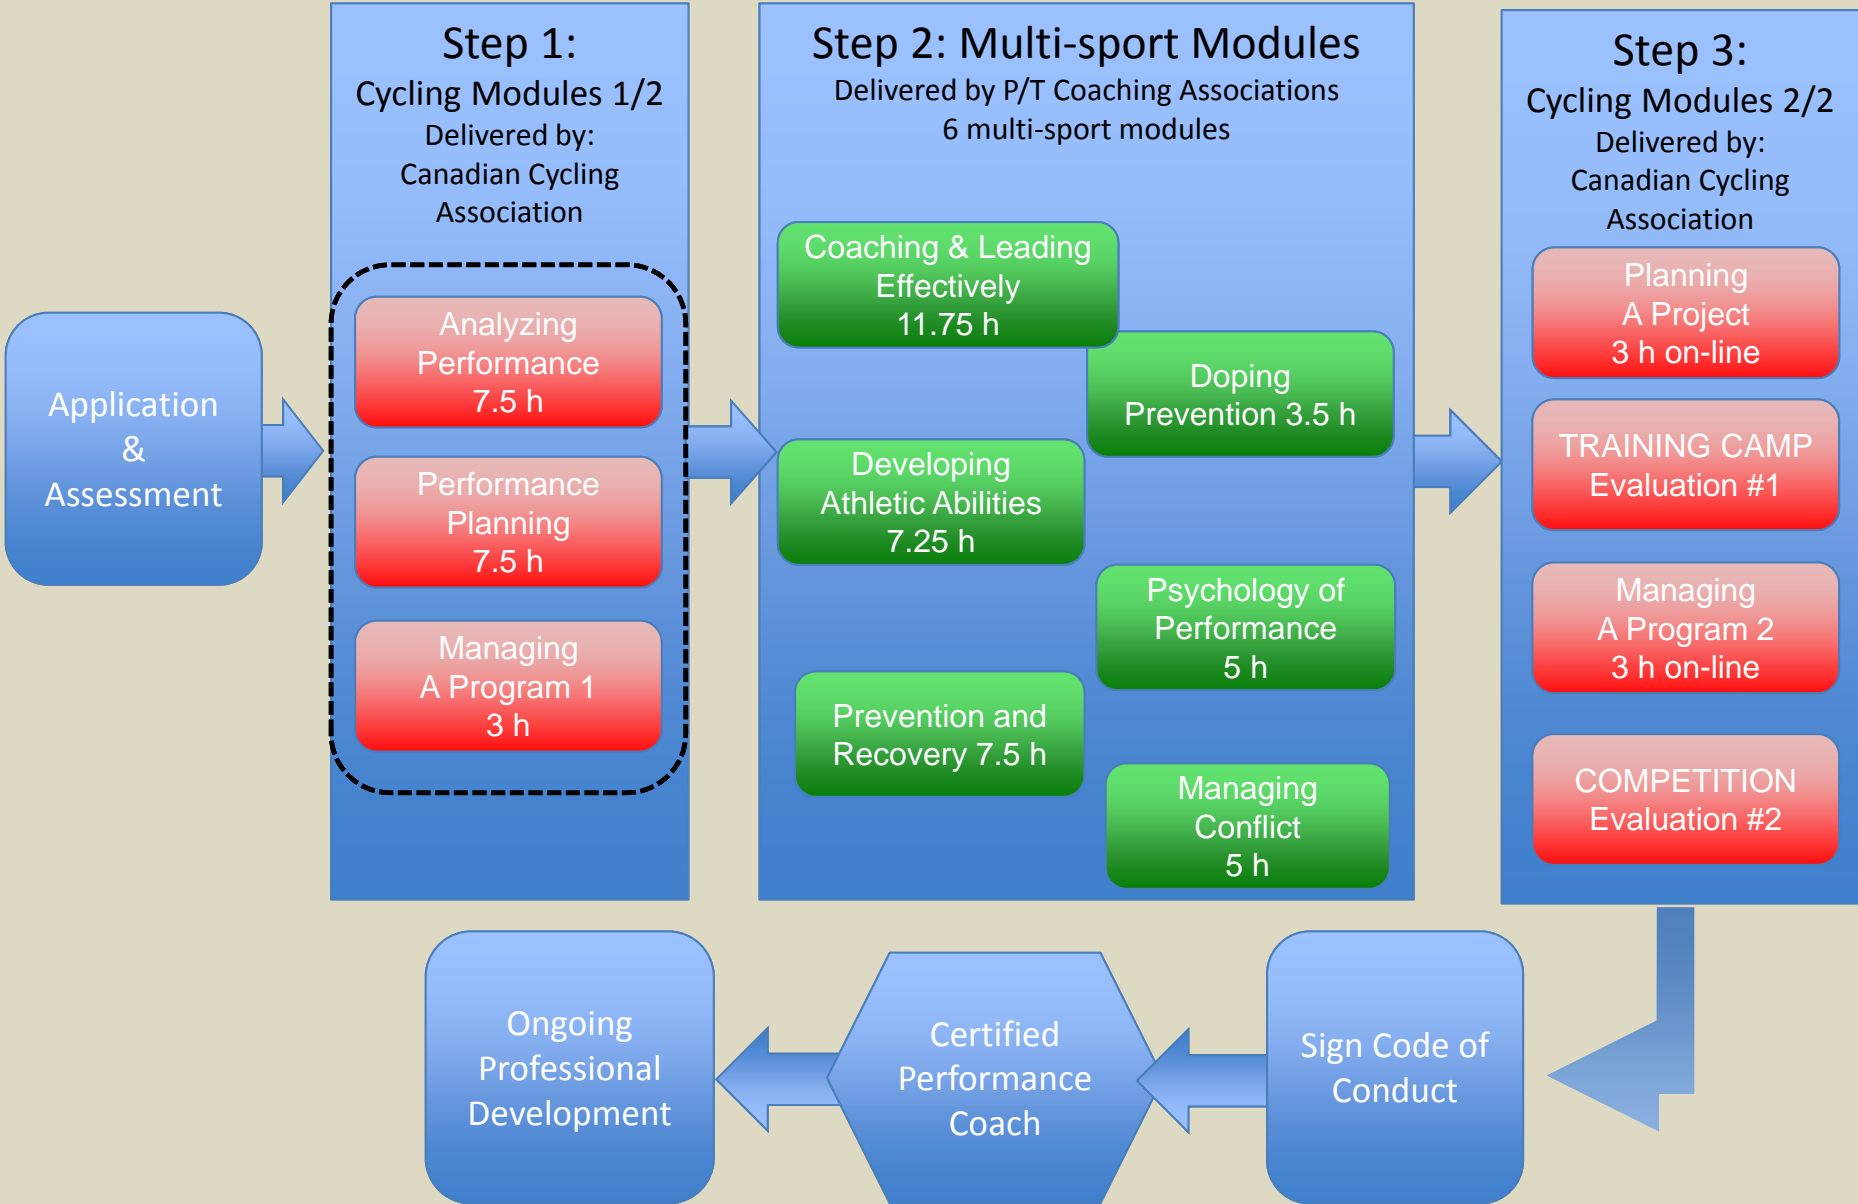 Application
&
Assessment
Step 1:
Cycling Modules 1/2
Delivered by:
Canadian Cycling
Association
Analyzing
Performance
7.5 h
Performance
Planning
7.5 h
Managing
A Program 1
3 h
Step 2: Multi-sport Modules
Delivered by P/T Coaching Associations
6 multi-sport modules
Coaching & Leading
Effectively
11.75 h
Doping
Prevention 3.5 h
Developing
Athletic Abilities
7.25 h
Psychology of
Performance
5 h
Prevention and
Recovery 7.5 h
Managing
Conflict
5 h
Step 3:
Cycling Modules 2/2
Delivered by:
Canadian Cycling
Association
Planning
A Project
3 h on-line
TRAINING CAMP
Evaluation #1
Managing
A Program 2
3 h on-line
COMPETITION
Evaluation #2
Sign Code of
Conduct
Certified
Performance
Coach
Ongoing
Professional
Development